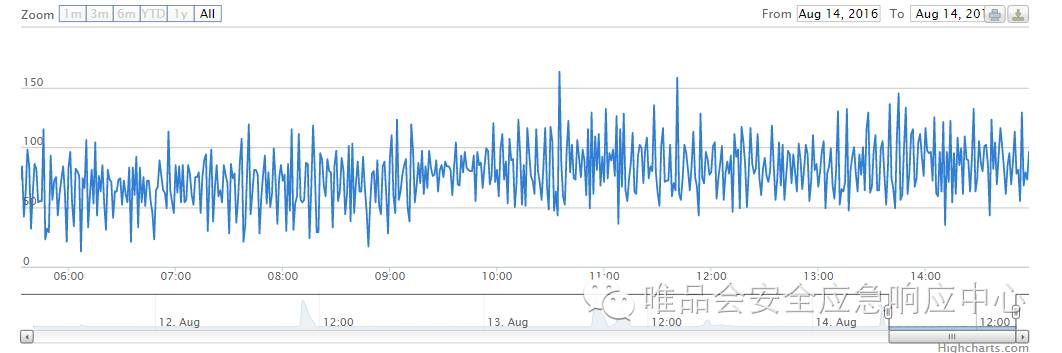 Zoom 1m 3m 6m YTD 1y All From Aug 14, 2016 To Aug 14, 201
150
100
50
0
06:00 07:00 08:00 09:00 10:00 11:00 12:00 13:00 14:00
唯品会安全应急响应中心
12. Aug 12:00 13. Aug 12:00 14. Aug 12:00
Highcharts.com